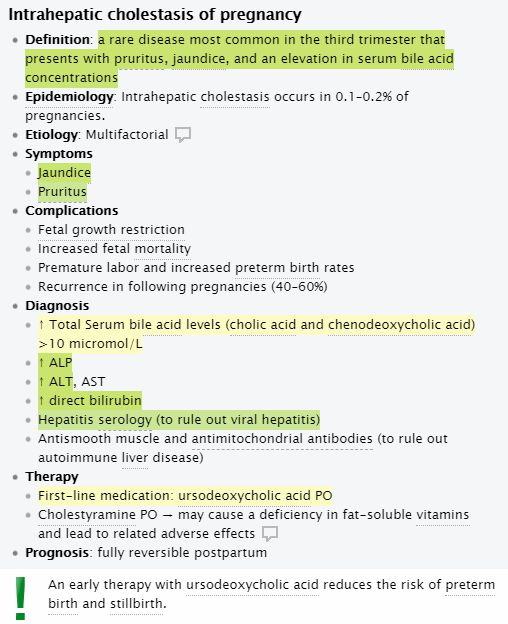 Intrahepatic cholestasis of pregnancy
Definition: a rare disease most common in the third trimester that
presents with pruritus, jaundice, and an elevation in serum bile acid
concentrations
Epidemiology: Intrahepatic cholestasis occurs in 0.1–0.2% of
pregnancies.
Etiology: Multifactorial
Symptoms
Jaundice
Pruritus
Complications
Fetal growth restriction
Increased fetal mortality
Premature labor and increased preterm birth rates
Recurrence in following pregnancies (40–60%)
Diagnosis
↑ Total Serum bile acid levels (cholic acid and chenodeoxycholic acid)
>10 micromol/L
↑ ALP
↑ ALT, AST
↑ direct bilirubin
Hepatitis serology (to rule out viral hepatitis)
Antismooth muscle and antimitochondrial antibodies (to rule out
autoimmune liver disease)
Therapy
First-line medication: ursodeoxycholic acid PO
Cholestyramine PO → may cause a deficiency in fat-soluble vitamins
and lead to related adverse effects
Prognosis: fully reversible postpartum
An early therapy with ursodeoxycholic acid reduces the risk of preterm
birth and stillbirth.